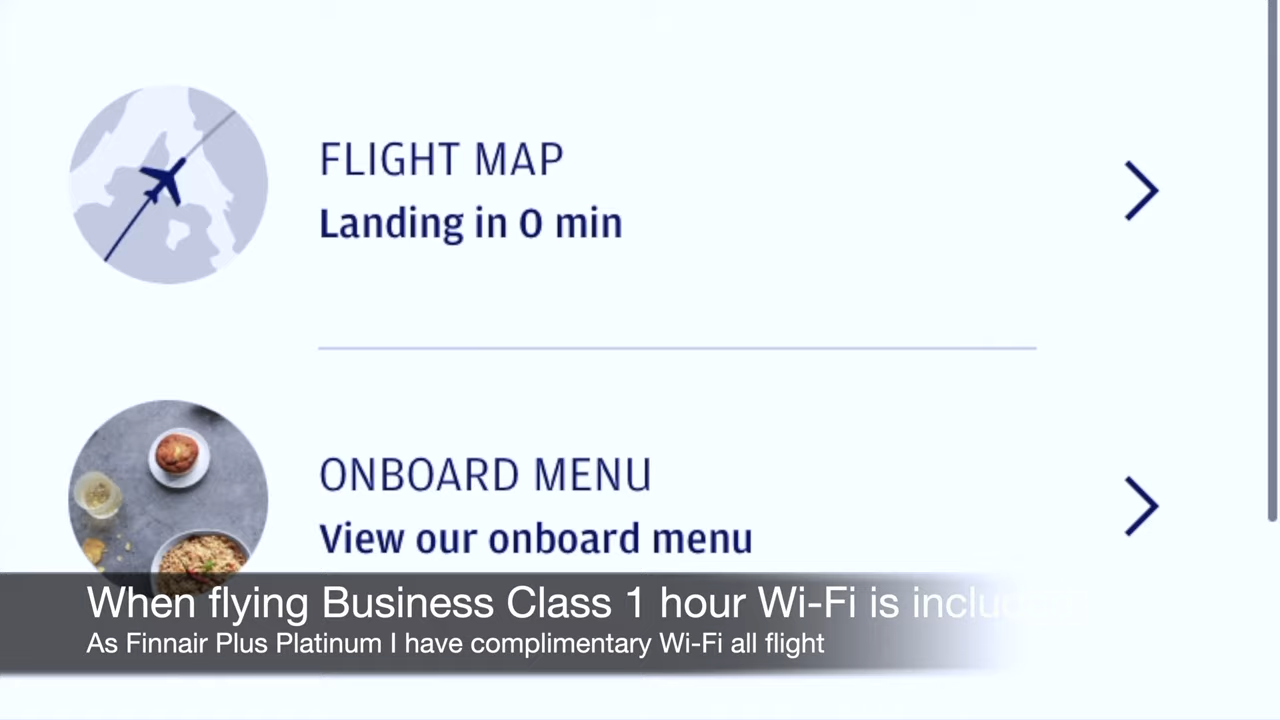 FLIGHT MAP
Landing in 0 min
ONBOARD MENU
View our onboard menu
When flying Business Class 1 hour Wi-Fi is included
As Finnair Plus Platinum I have complimentary Wi-Fi all flight